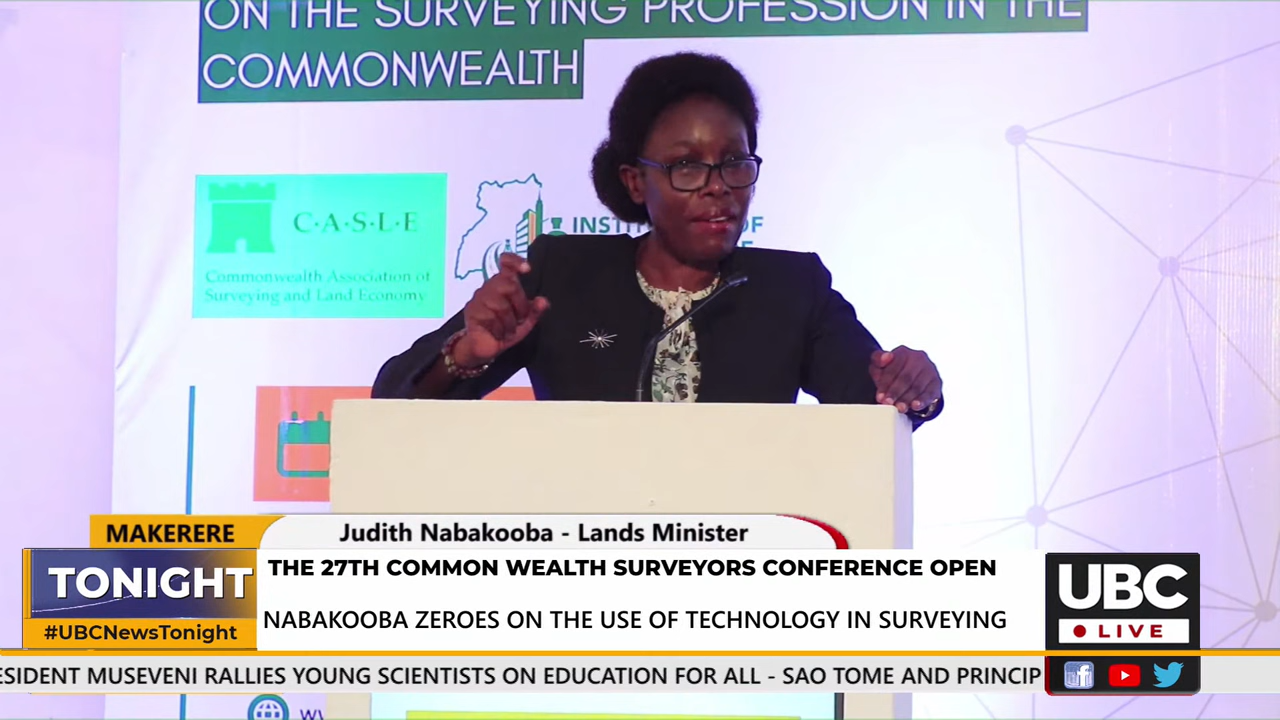 ON THE SURVEYING PROFESSION IN THE
COMMONWEALTH
C·A·S·L·E
Commonwealth Association of
Surveying and Land Economy
OF
MAKERERE
Judith Nabakooba - Lands Minister
TONIGHT
#UBCNewsTonight
THE 27TH COMMON WEALTH SURVEYORS CONFERENCE OPEN
NABAKOOBA ZEROES ON THE USE OF TECHNOLOGY IN SURVEYING
UBC
LIVE
ESIDENT MUSEVENI RALLIES YOUNG SCIENTISTS ON EDUCATION FOR ALL - SAO TOME AND PRINCIP